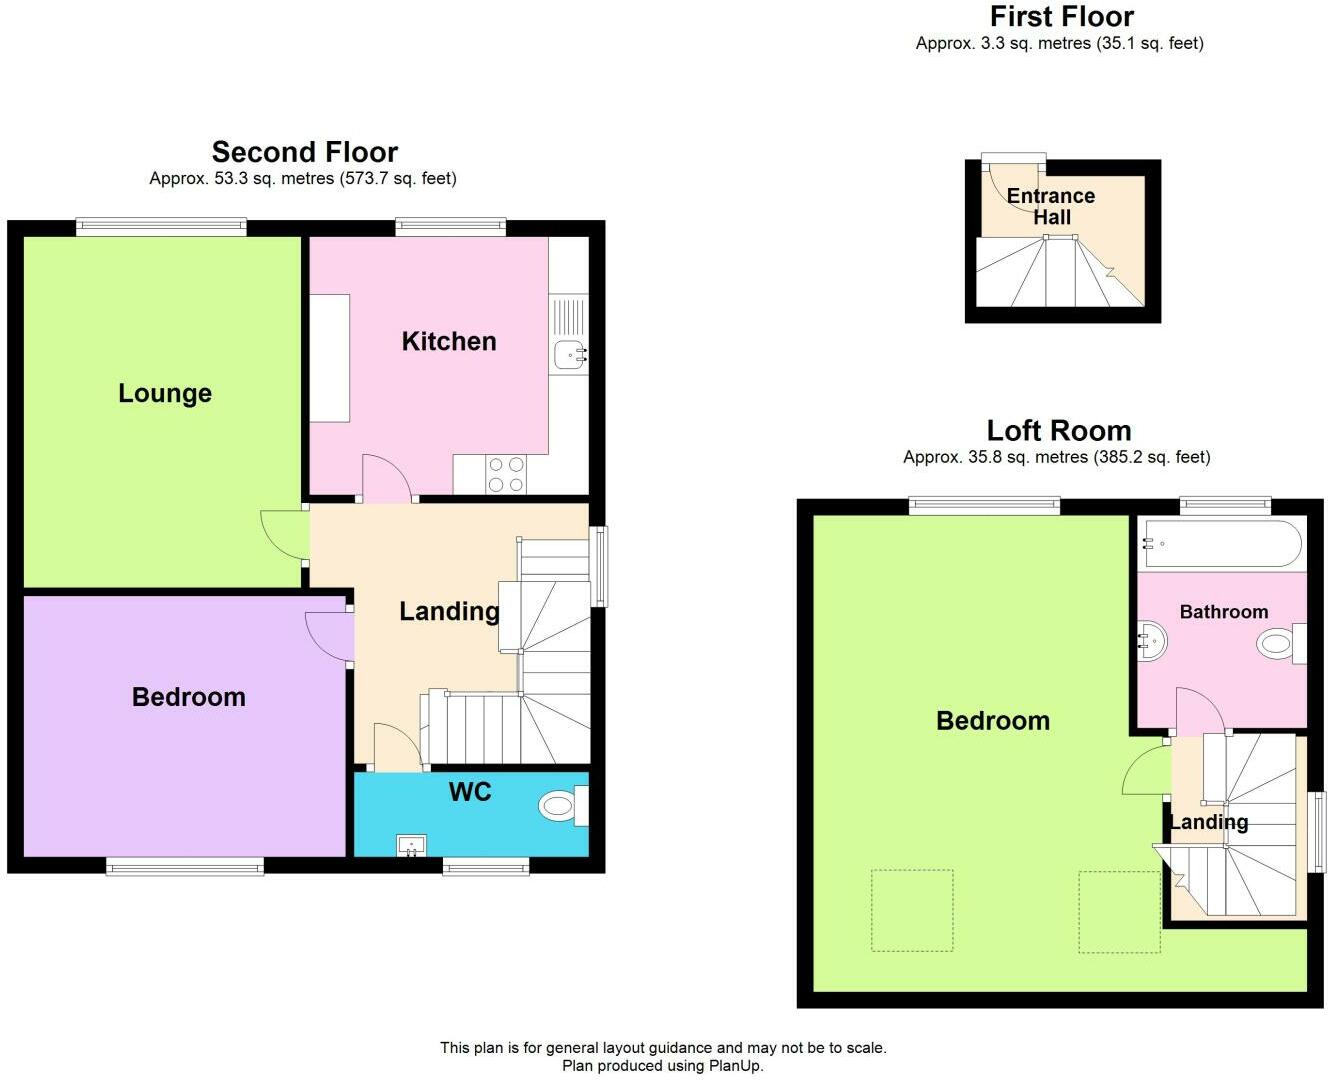 First Floor
Approx. 3.3 sq. metres (35.1 sq. feet)
Entrance
Hall
Second Floor
Approx. 53.3 sq. metres (573.7 sq. feet)
Lounge
Kitchen
Landing
Bedroom
WC
Loft Room
Approx. 35.8 sq. metres (385.2 sq. feet)
Bathroom
Bedroom
Landing
This plan is for general layout guidance and may not be to scale.
Plan produced using PlanUp.